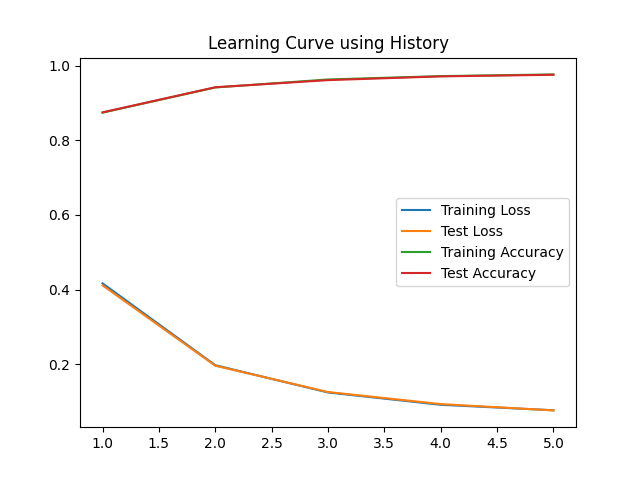 Learning Curve using History
1.0
0.8
0.6
0.4
0.2
Training Loss
Test Loss
Training Accuracy
Test Accuracy
1.0 1.5 2.0 2.5 3.0 3.5 4.0 4.5 5.0